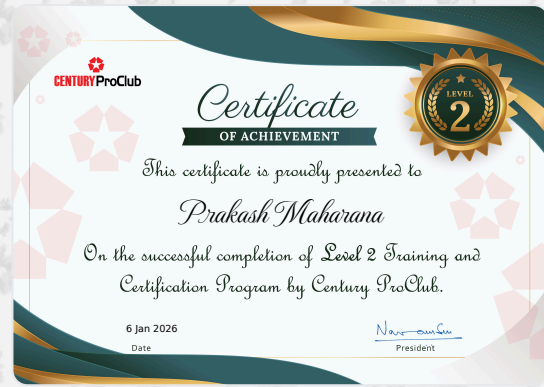 CENTURY ProClub
Certificate
OF ACHIEVEMENT
LEVEL
2
This certificate is proudly presented to
Prakash Maharana
On the successful completion of Level 2 Training and
Certification Program by Century ProClub.
6 Jan 2026
Date
President